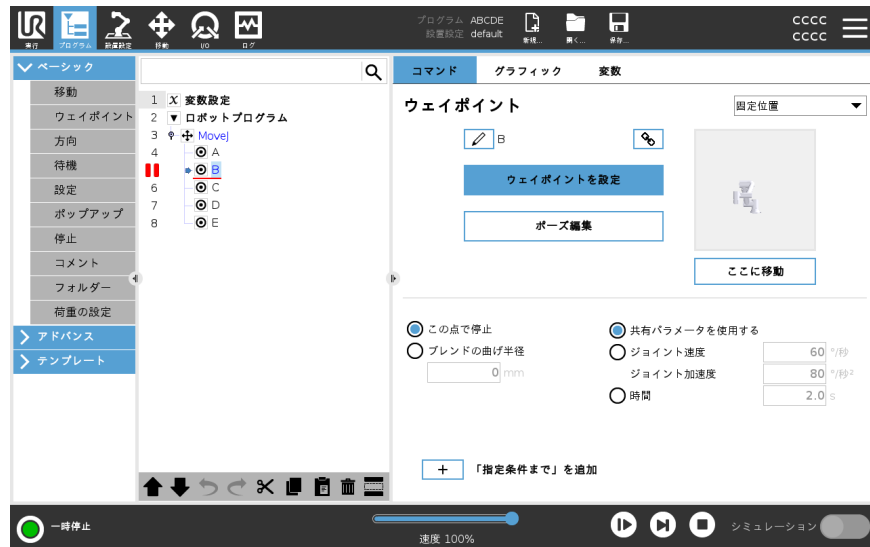 UR
実行
プログラム
設置設定
移動
I/O
ログ
プログラム ABCDE
設置設定 default
新規...
開く...
保存...
CCCC
CCCC
ベーシック
移動
ウェイポイント
方向
待機
設定
ポップアップ
停止
コメント
フォルダー
荷重の設定
アドバンス
テンプレート
1 X 変数設定
2 ▼ ロボットプログラム
3 MoveJ
4 A
B
6 C
7 D
8 E
コマンド グラフィック 変数
ウェイポイント
固定位置
B
ウェイポイントを設定
ポーズ編集
ここに移動
この点で停止
ブレンドの曲げ半径
0 mm
共有パラメータを使用する
ジョイント速度 60 °/秒
ジョイント加速度 80 °/秒²
時間 2.0 s
+ 「指定条件まで」を追加
一時停止
速度 100%
シミュレーション